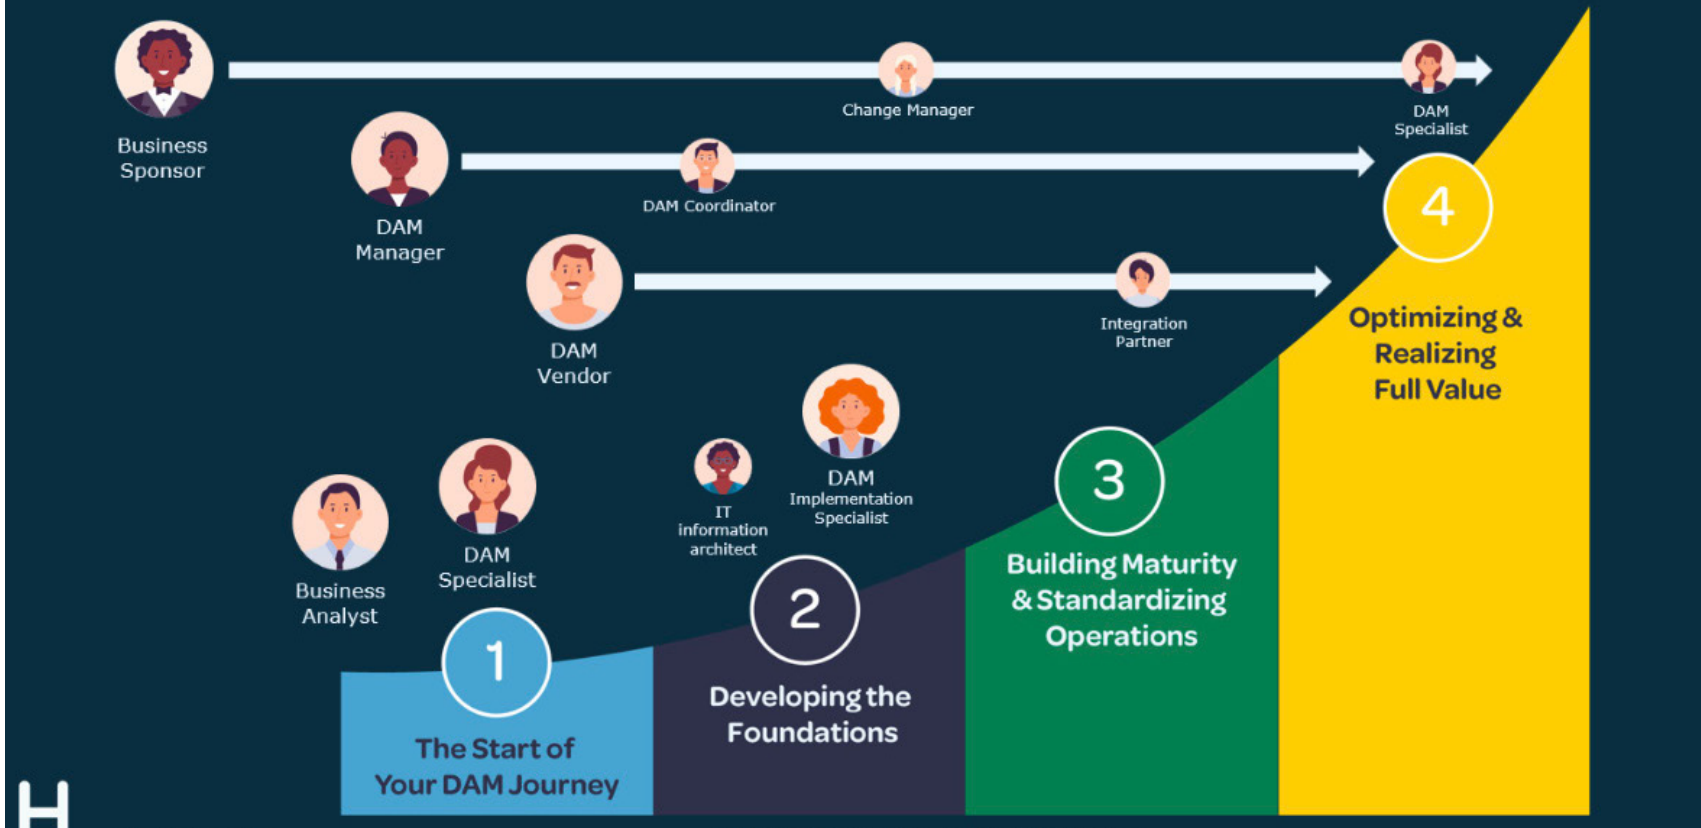 Business
Sponsor
Change Manager
DAM
Specialist
DAM
Manager
DAM Coordinator
4
DAM
Vendor
Integration
Partner
Optimizing &
Realizing
Full Value
Business
Analyst
DAM
Specialist
IT
information
architect
DAM
Implementation
Specialist
1
The Start of
Your DAM Journey
2
Developing the
Foundations
3
Building Maturity
& Standardizing
Operations
H